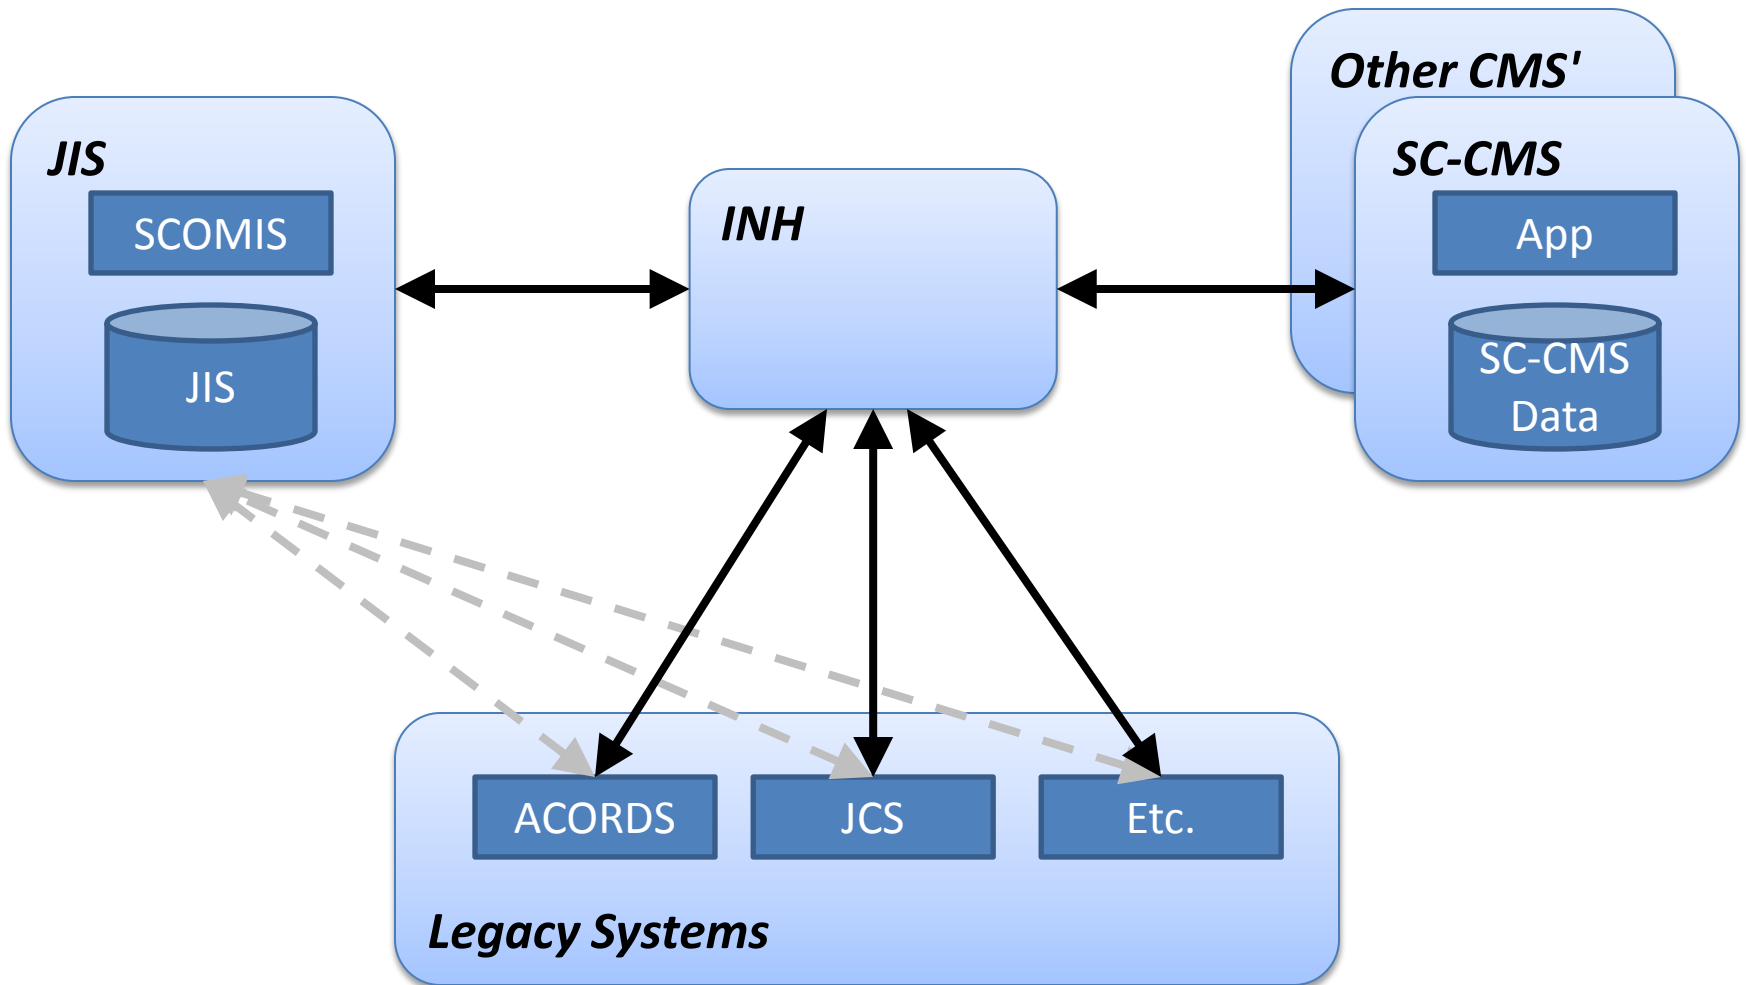 Other CMS'
JIS
SC-CMS
SCOMIS
INH
App
JIS
SC-CMS
Data
ACORDS
JCS
Etc.
Legacy Systems